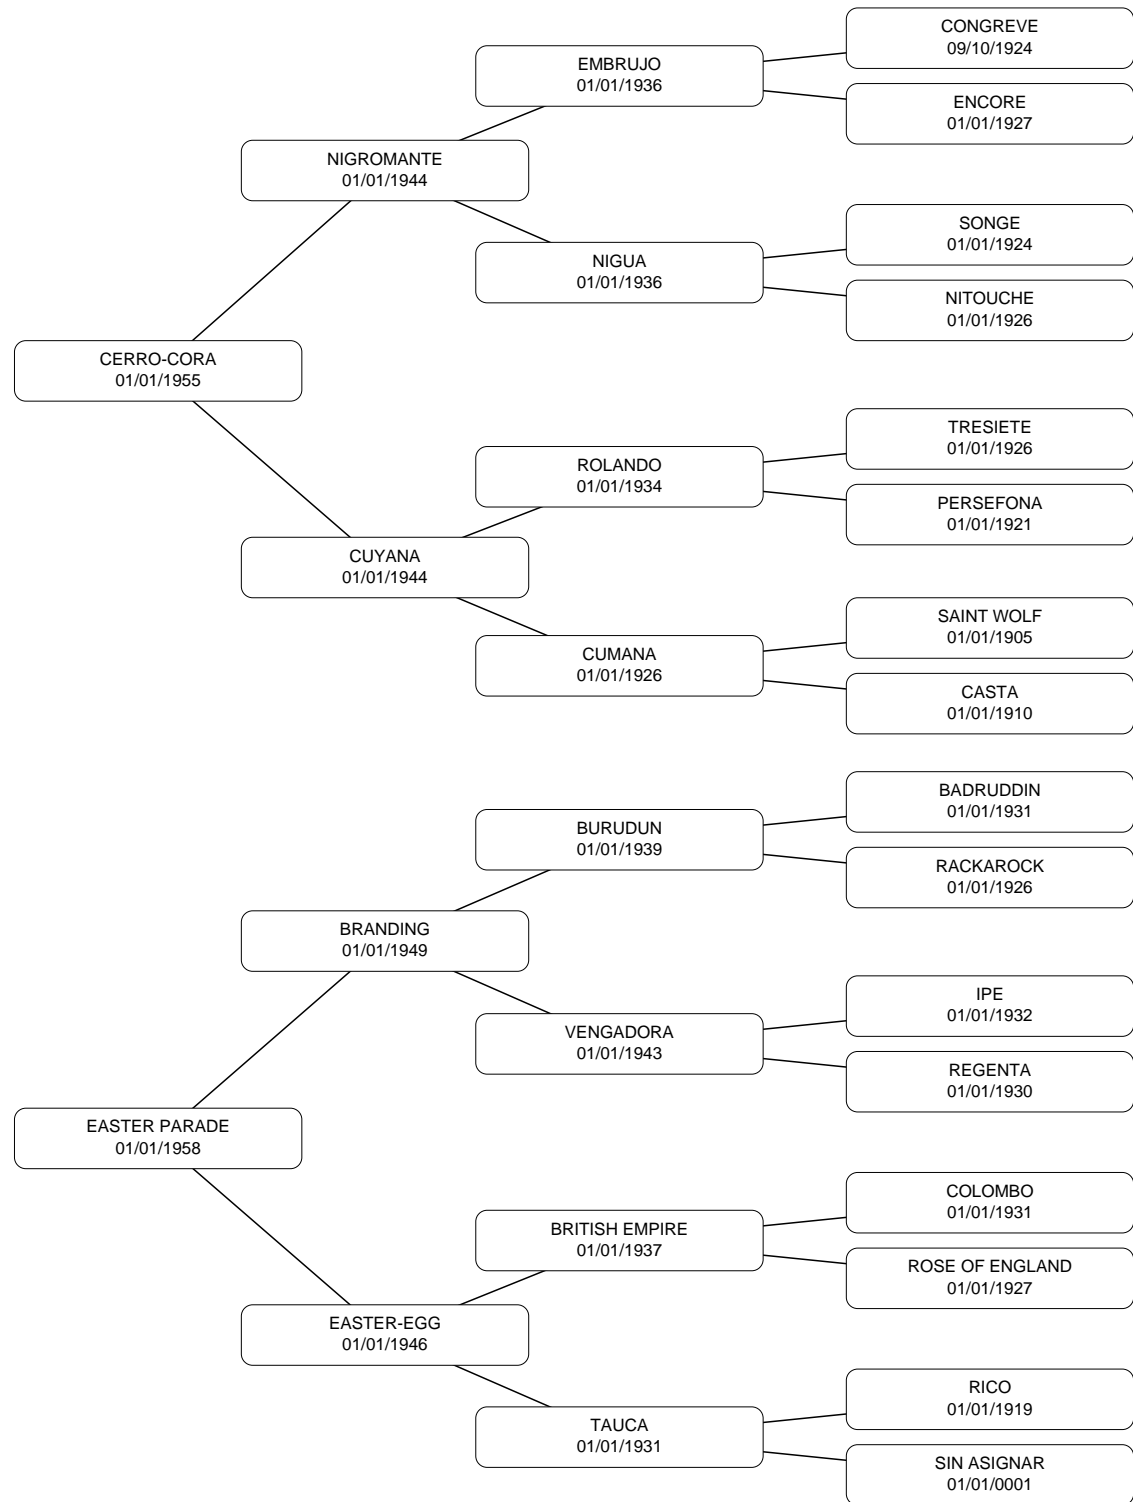 CONGREVE
09/10/1924
EMBRUJO
01/01/1936
ENCORE
01/01/1927
NIGROMANTE
01/01/1944
SONGE
01/01/1924
NIGUA
01/01/1936
NITOUCHE
01/01/1926
CERRO-CORA
01/01/1955
TRESIETE
01/01/1926
ROLANDO
01/01/1934
PERSEFONA
01/01/1921
CUYANA
01/01/1944
SAINT WOLF
01/01/1905
CUMANA
01/01/1926
CASTA
01/01/1910
BADRUDDIN
01/01/1931
BURUDUN
01/01/1939
RACKAROCK
01/01/1926
BRANDING
01/01/1949
IPE
01/01/1932
VENGADORA
01/01/1943
REGENTA
01/01/1930
EASTER PARADE
01/01/1958
COLOMBO
01/01/1931
BRITISH EMPIRE
01/01/1937
ROSE OF ENGLAND
01/01/1927
EASTER-EGG
01/01/1946
RICO
01/01/1919
TAUCA
01/01/1931
SIN ASIGNAR
01/01/0001